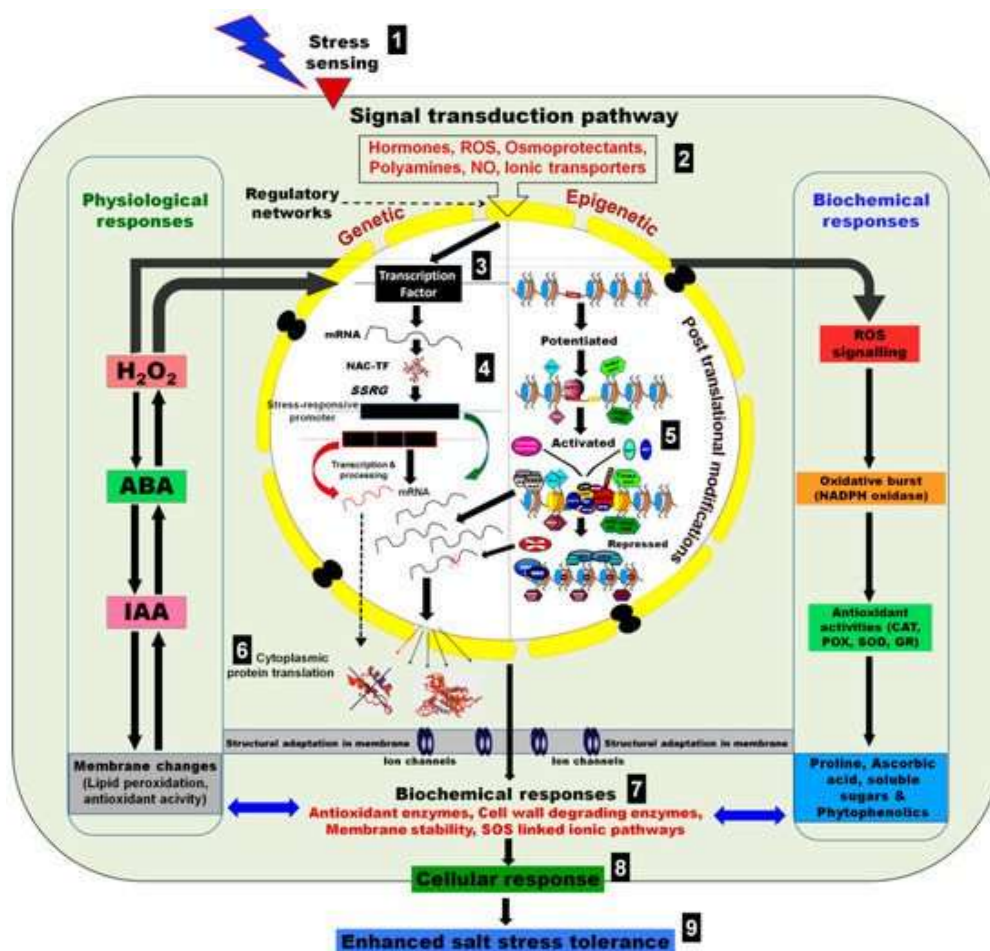 Stress
sensing
1
Signal transduction pathway
Hormones, ROS, Osmoprotectants,
Polyamines, NO, Ionic transporters
2
Physiological
responses
Regulatory
networks
Genetic
Epigenetic
Biochemical
responses
3
Transcription
Factor
mRNA
NAC-TF
4
SSRG
Stress-responsive
promoter
Transcription &
processing
mRNA
Potentiated
Activated
5
Repressed
Post translational modifications
H2O2
ABA
IAA
Membrane changes
(Lipid peroxidation,
antioxidant acivity)
ROS
signalling
Oxidative burst
(NADPH oxidase)
Antioxidant
activities (CAT,
POX, SOD, GR)
Proline, Ascorbic
acid, soluble
sugars &
Phytophenolics
6
Cytoplasmic
protein translation
Structural adaptation in membrane
Structural adaptation in membrane
Ion channels
Ion channels
Biochemical responses
7
Antioxidant enzymes, Cell wall degrading enzymes,
Membrane stability, SOS linked ionic pathways
Cellular response
8
Enhanced salt stress tolerance
9